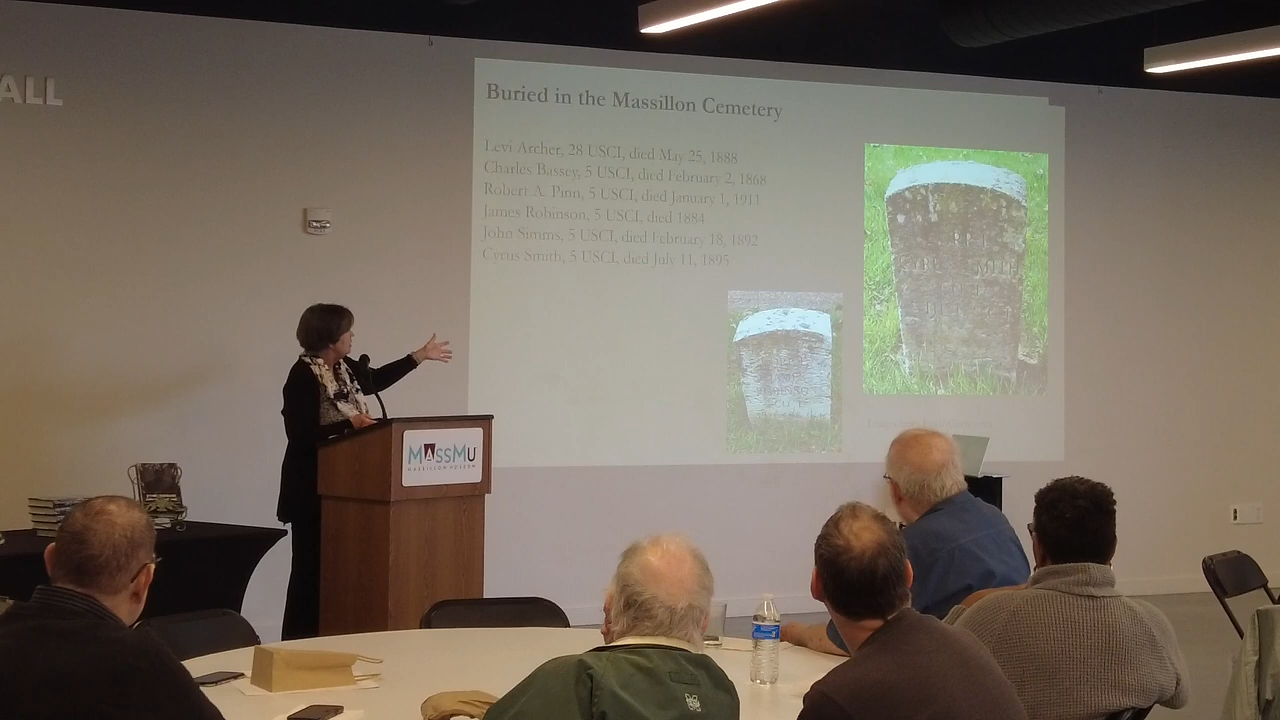 ALL
Buried in the Massillon Cemetery
Levi Archer, 28 USCI, died May 25, 1888
Charles Bassey, 5 USCI, died February 2, 1868
Robert A. Pinn, 5 USCI, died January 1, 1911
James Robinson, 5 USCI, died 1884
John Simms, 5 USCI, died February 18, 1892
Cyrus Smith, 5 USCI, died July 11, 1895
MASSMU
MASSILLON MUSEUM